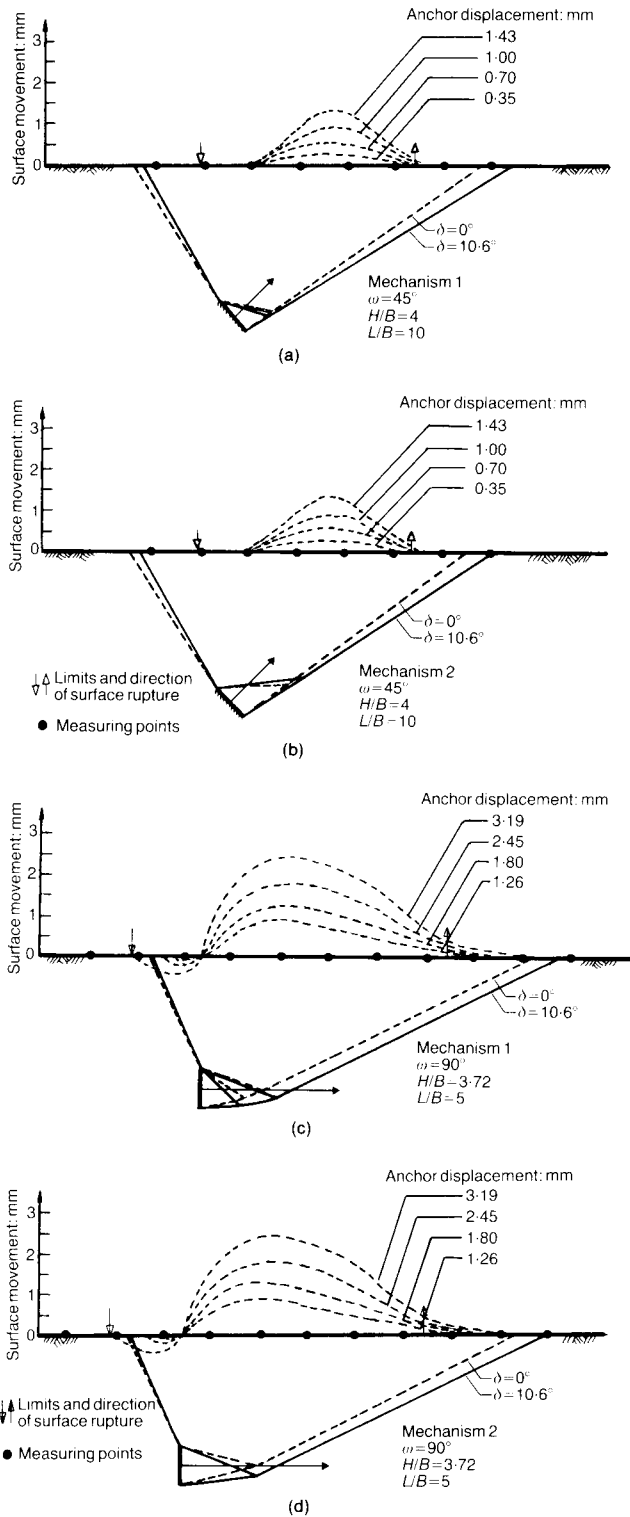 Surface movement: mm
3
2
1
0
Anchor displacement: mm
1·43
1·00
0·70
0·35
δ=0°
δ=10·6°
Mechanism 1
ω=45°
H/B=4
L/B=10
(a)
Surface movement: mm
3
2
1
0
Anchor displacement: mm
1·43
1·00
0·70
0·35
δ=0°
δ=10·6°
Limits and direction
of surface rupture
Measuring points
Mechanism 2
ω=45°
H/B=4
L/B=10
(b)
Surface movement: mm
3
2
1
0
Anchor displacement: mm
3·19
2·45
1·80
1·26
δ=0°
δ=10·6°
Mechanism 1
ω=90°
H/B=3·72
L/B=5
(c)
Surface movement: mm
3
2
1
0
Anchor displacement: mm
3·19
2·45
1·80
1·26
δ=0°
δ=10·6°
Limits and direction
of surface rupture
Measuring points
Mechanism 2
ω=90°
H/B=3·72
L/B=5
(d)